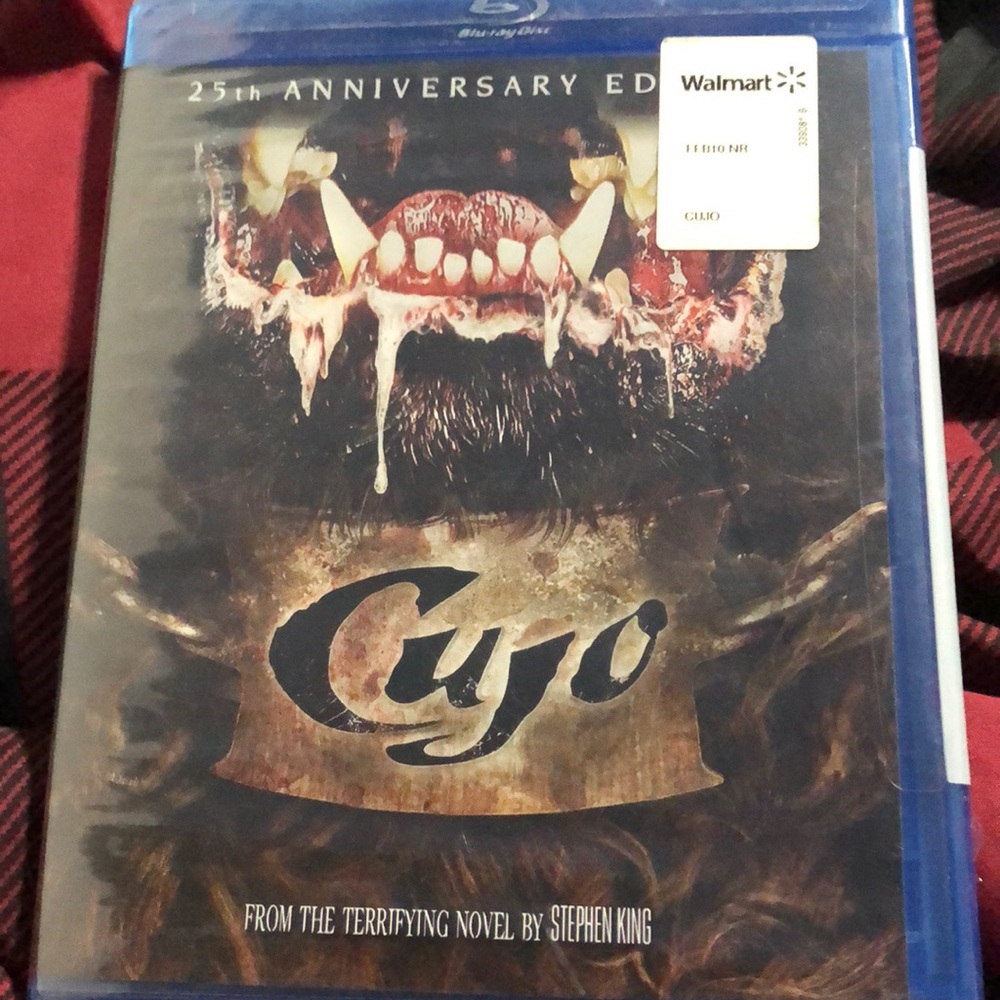 Blu-ray Disc
25th ANNIVERSARY ED
Walmart
FEB10 NR
CUJO
Cujo
FROM THE TERRIFYING NOVEL BY STEPHEN KING